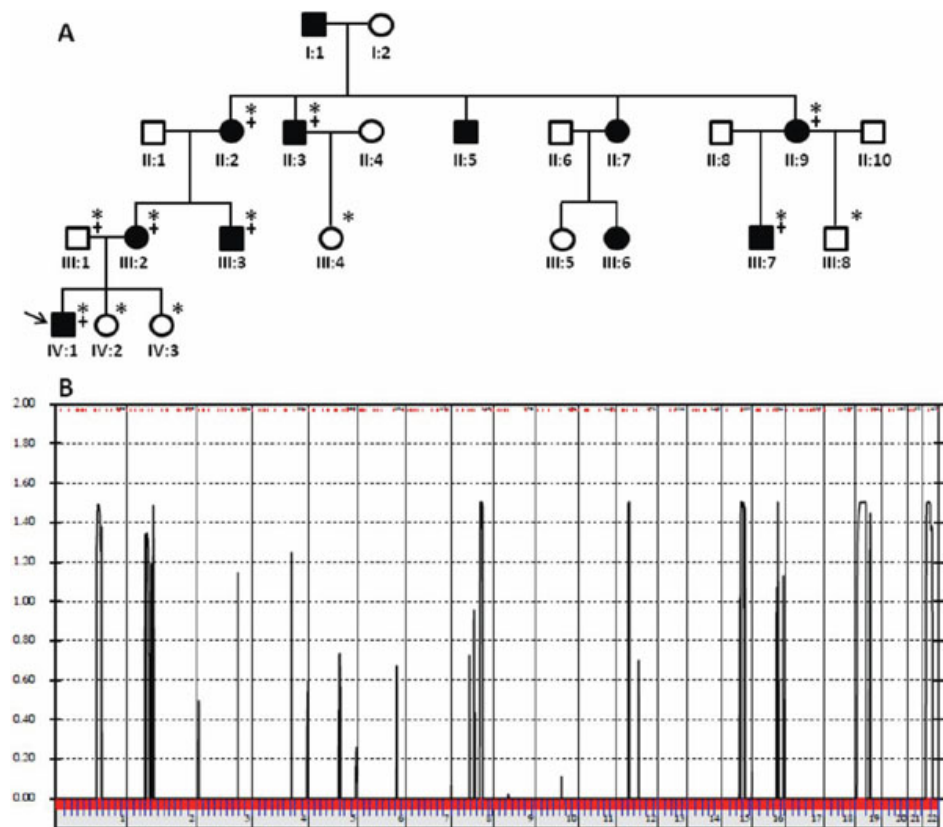 A
I:1 I:2
* + * + * +
II:1 II:2 II:3 II:4 II:5 II:6 II:7 II:8 II:9 II:10
* + * + * + * * + *
III:1 III:2 III:3 III:4 III:5 III:6 III:7 III:8
* + * *
IV:1 IV:2 IV:3
B
2.00
1.80
1.60
1.40
1.20
1.00
0.80
0.60
0.40
0.20
0.00
1 2 3 4 5 6 7 8 9 10 11 12 13 14 15 16 17 18 19 20 21 22